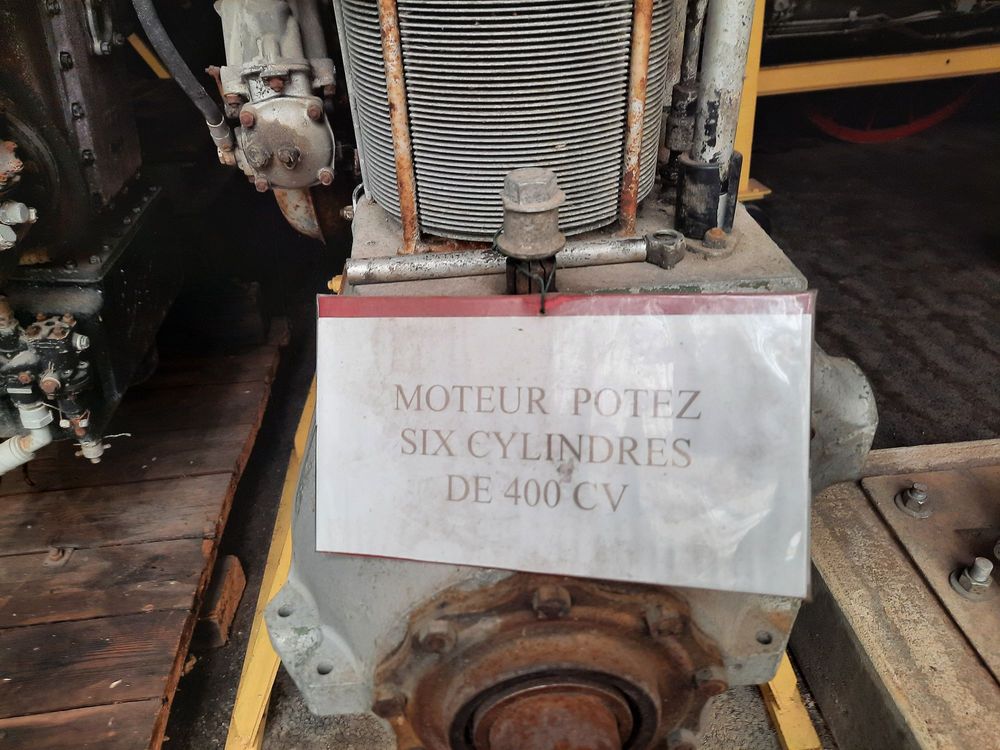 MOTEUR POTEZ
SIX CYLINDRES
DE 400 CV